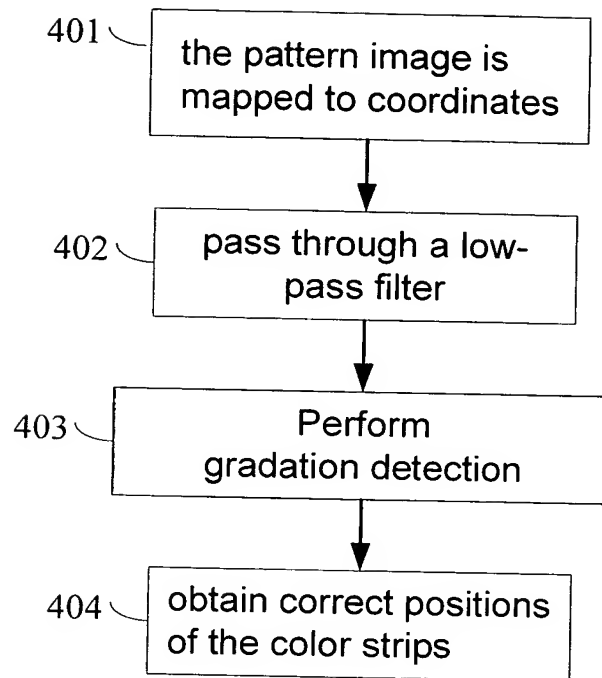 401
the pattern image is
mapped to coordinates
402
pass through a low-
pass filter
403
Perform
gradation detection
404
obtain correct positions
of the color strips